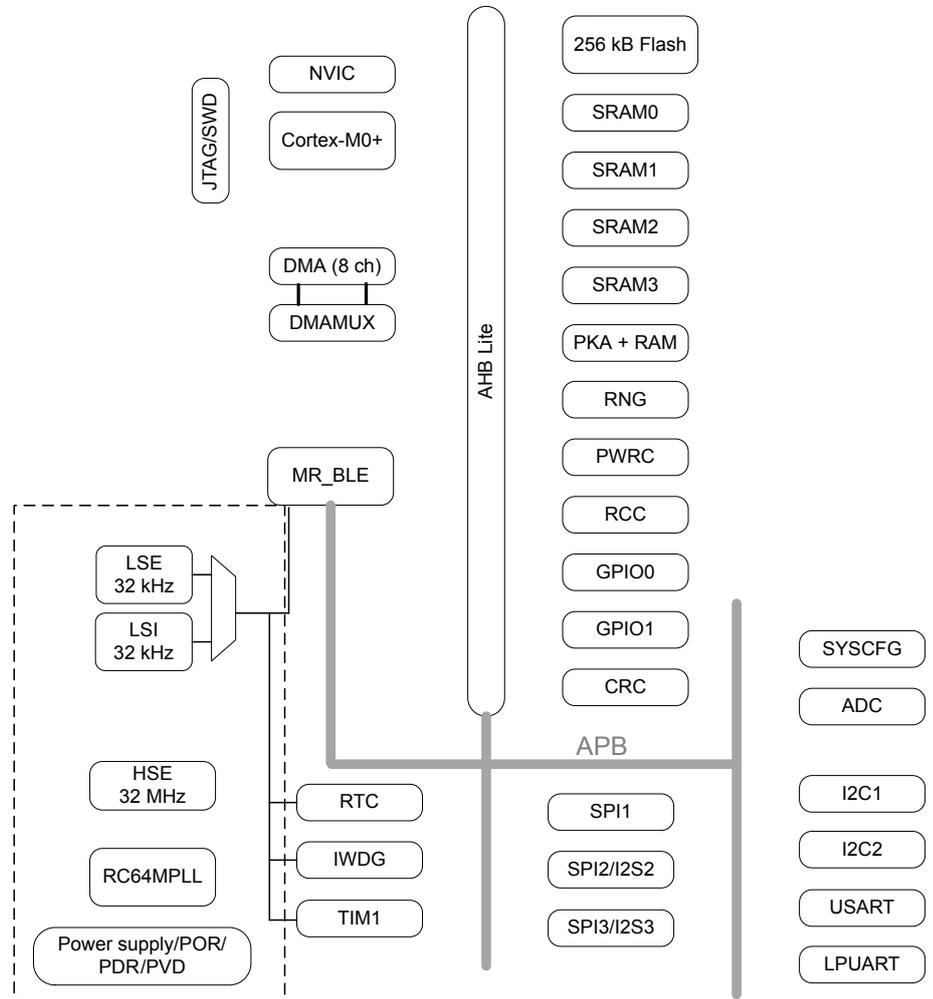 256 kB Flash
NVIC
JTAG/SWD
Cortex-M0+
SRAM0
SRAM1
SRAM2
DMA (8 ch)
SRAM3
DMAMUX
PKA + RAM
AHB Lite
RNG
PWRC
MR_BLE
RCC
LSE
32 kHz
GPIO0
LSI
32 kHz
GPIO1
SYSCFG
CRC
ADC
APB
HSE
32 MHz
RTC
SPI1
I2C1
IWDG
SPI2/I2S2
I2C2
RC64MPLL
TIM1
SPI3/I2S3
USART
Power supply/POR/
PDR/PVD
LPUART